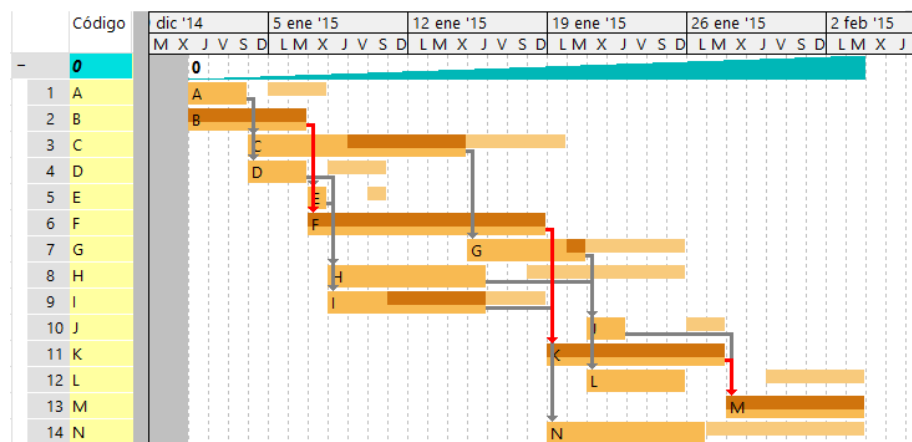 Código dic '14 5 ene '15 12 ene '15 19 ene '15 26 ene '15 2 feb '15
M X J V S D L M X J V S D L M X J V S D L M X J V S D L M X J V S D L M X J
− 0 0
1 A A
2 B B
3 C C
4 D D
5 E E
6 F F
7 G G
8 H H
9 I I
10 J J
11 K K
12 L L
13 M M
14 N N